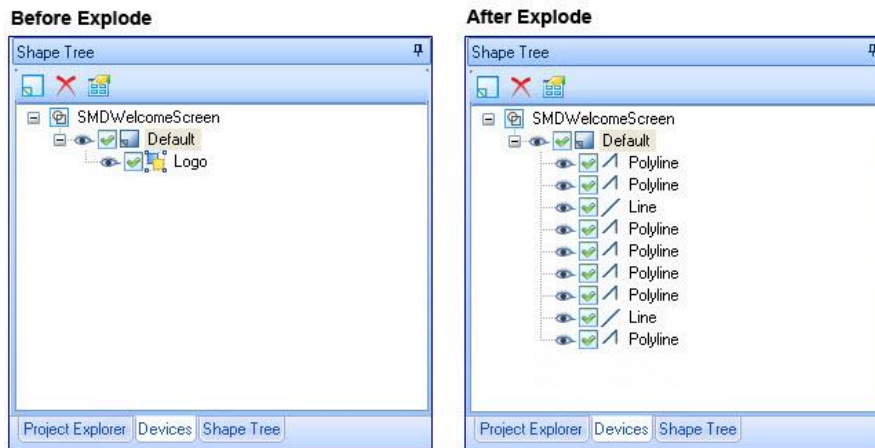 Before Explode
Shape Tree
SMDWelcomeScreen
Default
Logo
Project Explorer Devices Shape Tree
After Explode
Shape Tree
SMDWelcomeScreen
Default
Polyline
Polyline
Line
Polyline
Polyline
Polyline
Polyline
Line
Polyline
Project Explorer Devices Shape Tree